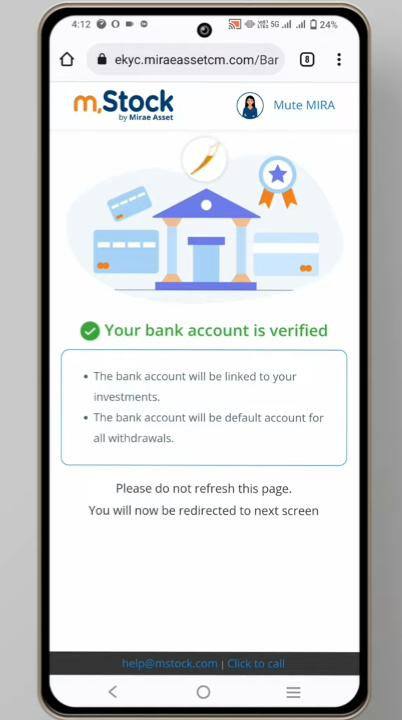 4:12
5G
24%
ekyc.miraeassetcm.com/Bar
8
m.Stock
by Mirae Asset
Mute MIRA
Your bank account is verified
• The bank account will be linked to your
investments.
• The bank account will be default account for
all withdrawals.
Please do not refresh this page.
You will now be redirected to next screen
help@mstock.com | Click to call